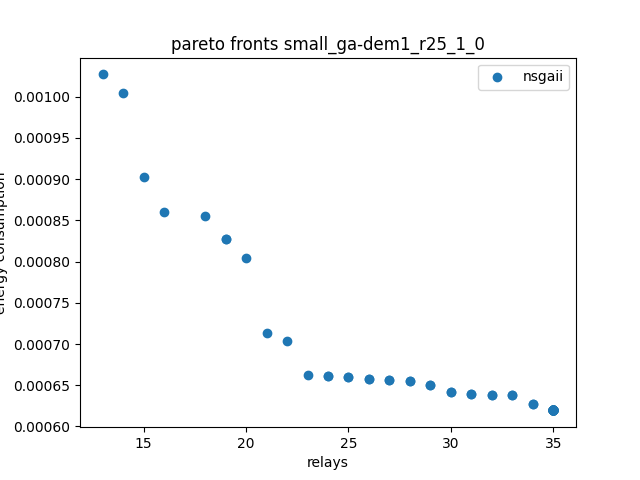 pareto fronts small_ga-dem1_r25_1_0
nsgaii
0.00100
0.00095
0.00090
0.00085
0.00080
0.00075
0.00070
0.00065
0.00060
energy consumption
15 20 25 30 35
relays